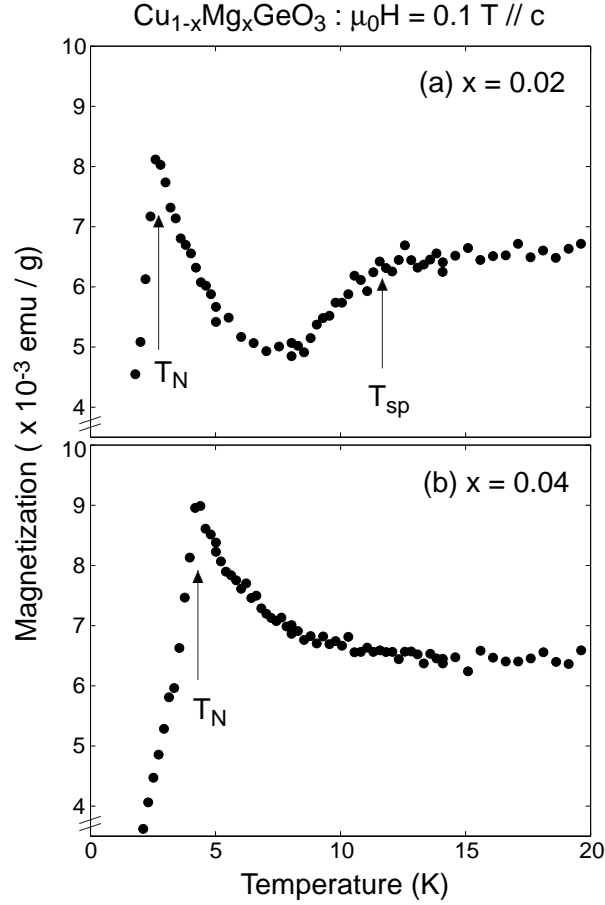 Cu1-xMgxGeO3 : μ0H = 0.1 T // c
Magnetization ( x 10-3 emu / g)
(a) x = 0.02
10
9
8
7
6
5
4
TN
Tsp
(b) x = 0.04
10
9
8
7
6
5
4
TN
0
5
10
15
20
Temperature (K)